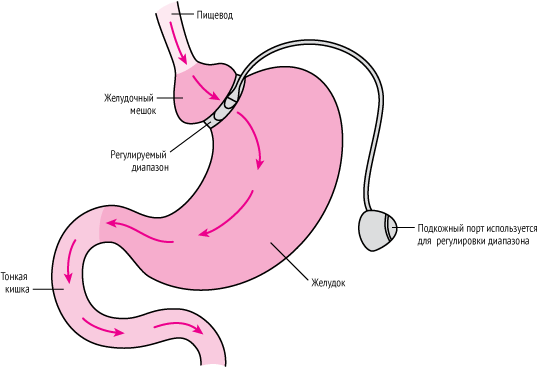 Пищевод
Желудочный
мешок
Регулируемый
диапазон
Подкожный порт используется
для регулировки диапазона
Желудок
Тонкая
кишка